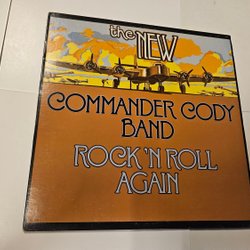 the NEW
COMMANDER CODY
BAND
ROCK 'N ROLL
AGAIN